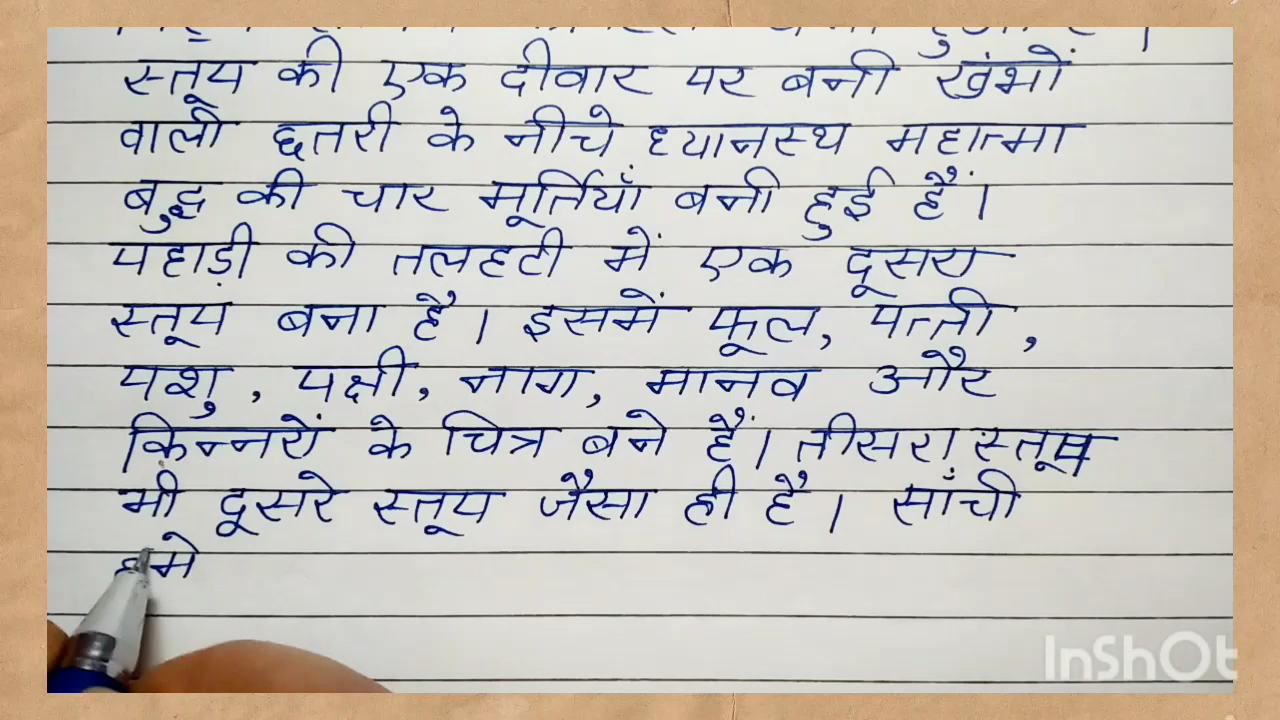 स्तूप की एक दीवार पर बनी खंभों
वाली छतरी के नीचे ध्यानस्थ महात्मा
बुद्ध की चार मूर्तियाँ बनी हुई हैं।
पहाड़ी की तलहटी में एक दूसरा
स्तूप बना है। इसमें फूल, पत्ती,
पशु, पक्षी, नाग, मानव और
किन्नरों के चित्र बने हैं। तीसरा स्तूप
भी दूसरे स्तूप जैसा ही है। साँची
हमे
InShOt